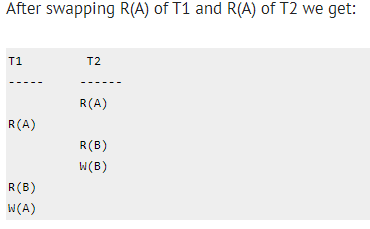 After swapping R(A) of T1 and R(A) of T2 we get:
T1 T2
----- ------
R(A)
R(A)
R(B)
W(B)
R(B)
W(A)